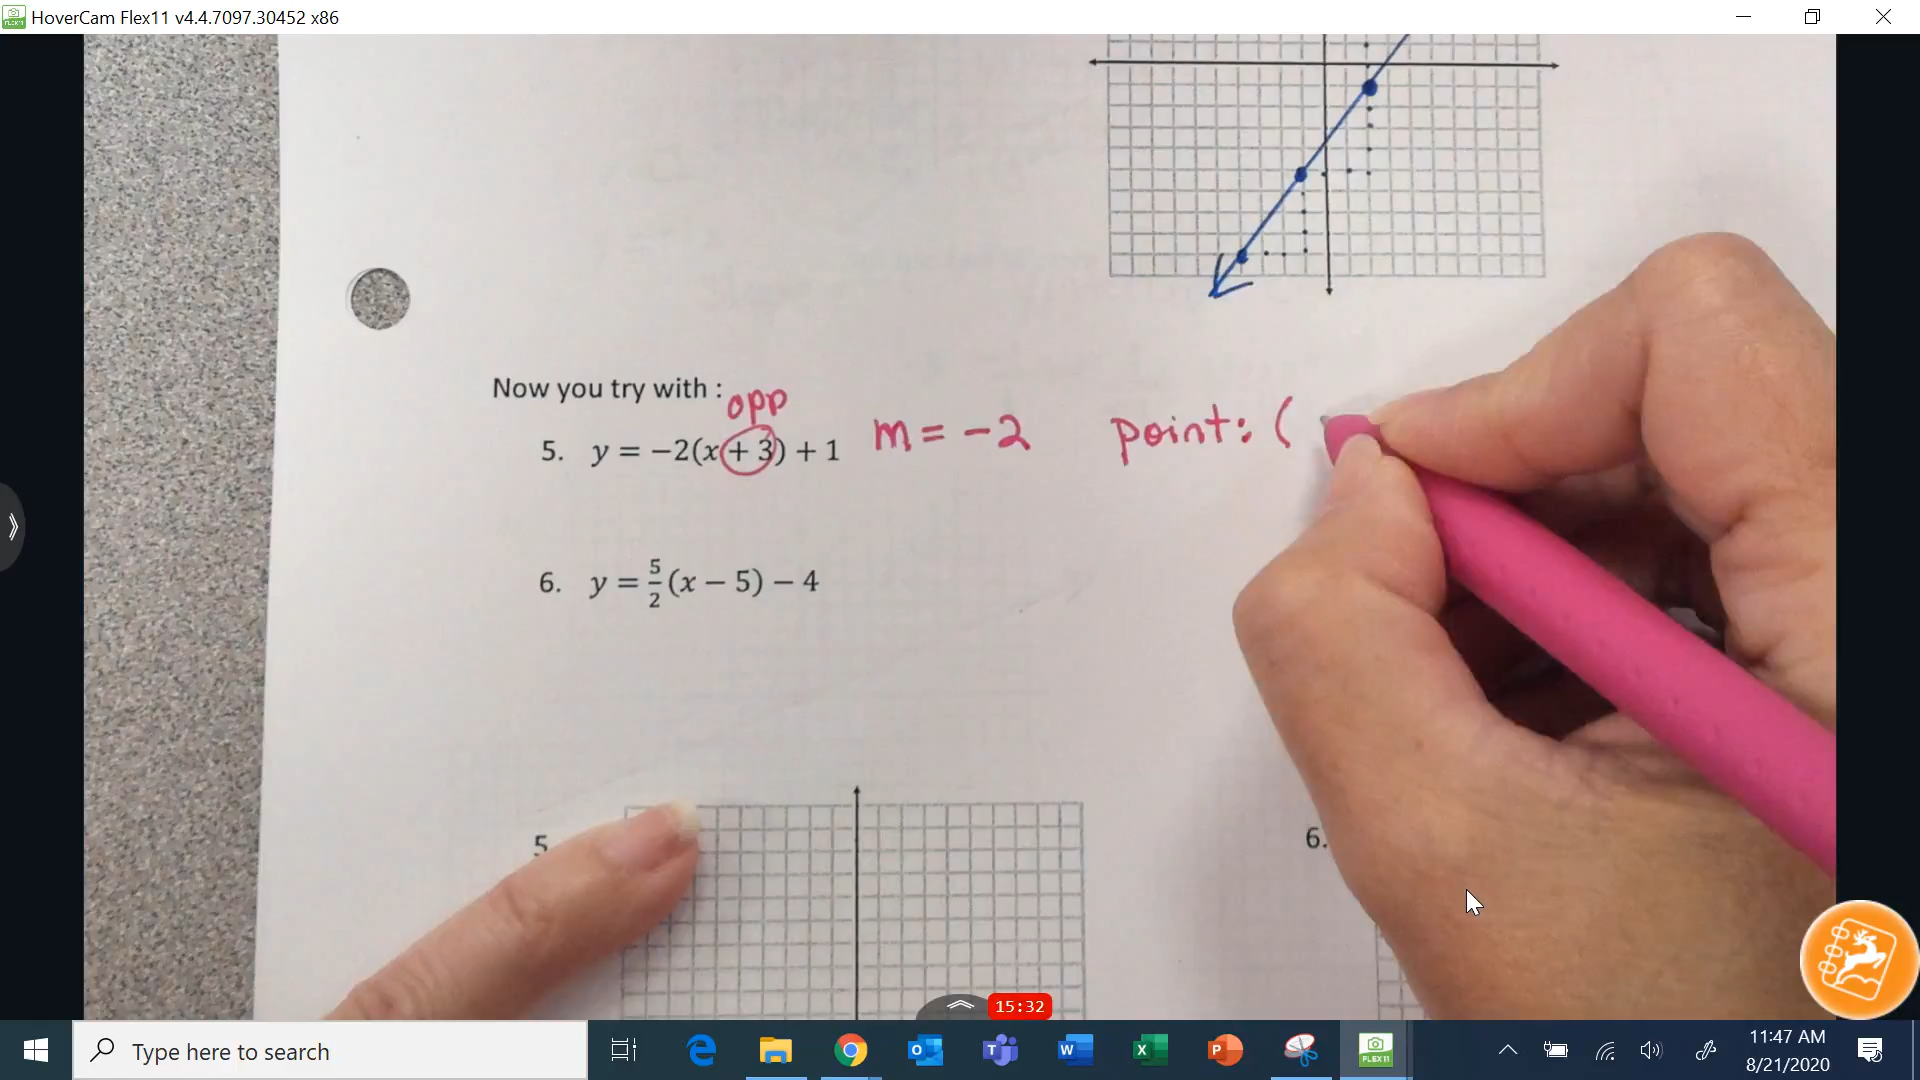 HoverCam Flex11 v4.4.7097.30452 x86
Now you try with :
opp
5. y = −2(x + 3) + 1 m = -2 point: (
6. y = 5/2 (x − 5) − 4
5.
6.
15:32
Type here to search
11:47 AM
8/21/2020
FLEX11